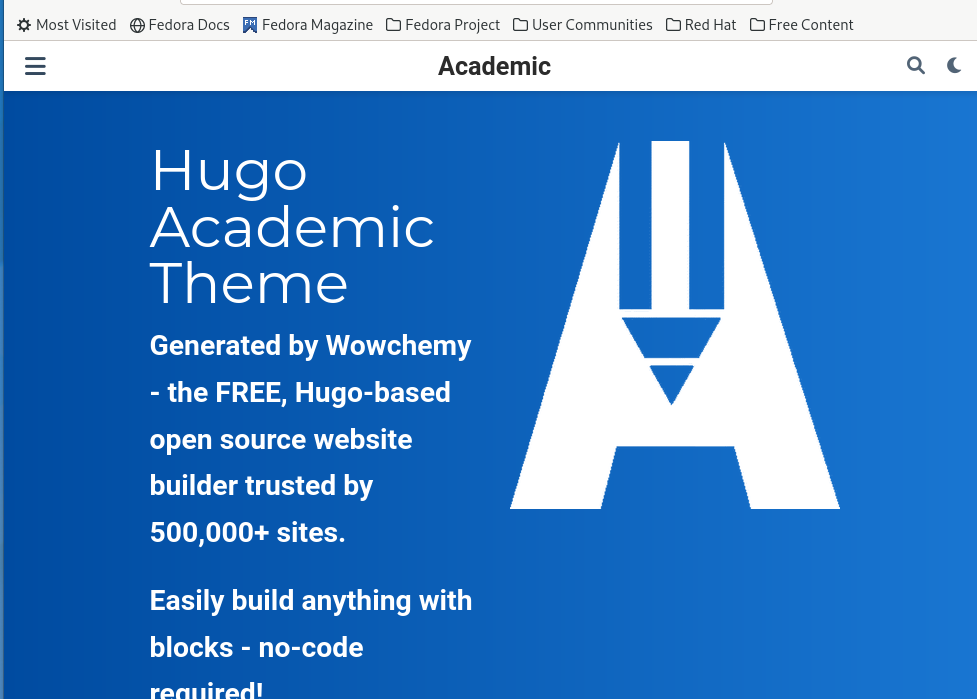 Most Visited Fedora Docs FM Fedora Magazine Fedora Project User Communities Red Hat Free Content
Academic
Hugo
Academic
Theme
Generated by Wowchemy
- the FREE, Hugo-based
open source website
builder trusted by
500,000+ sites.
Easily build anything with
blocks - no-code
required!